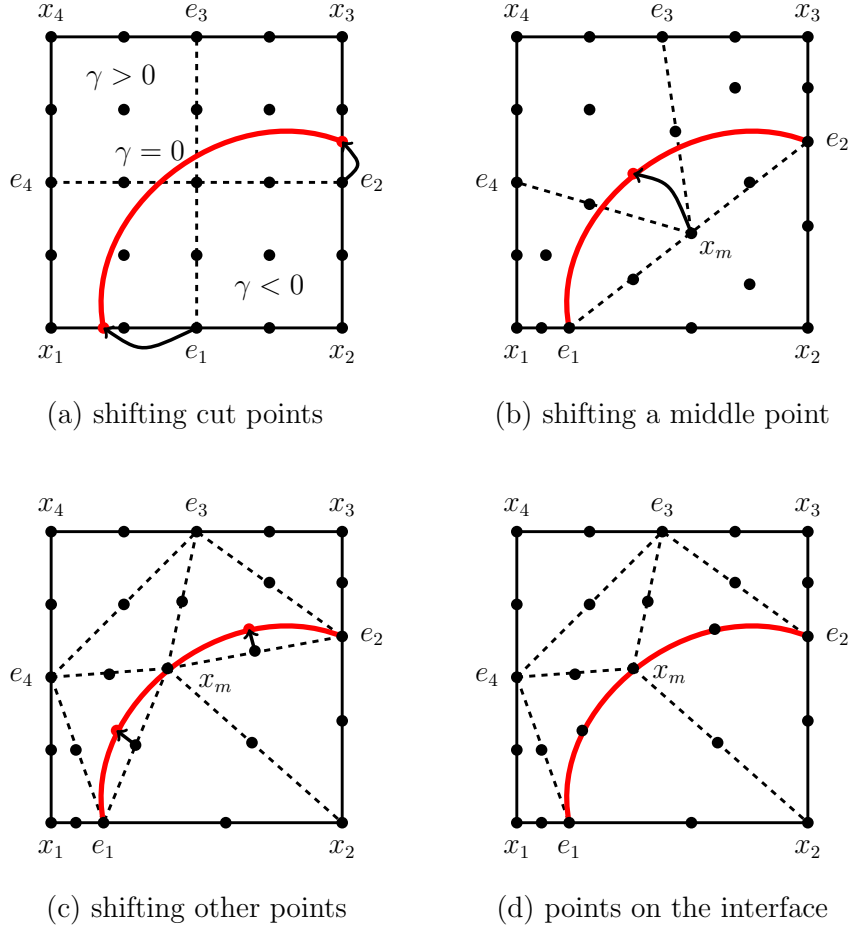 x₄ e₃ x₃
γ > 0
γ = 0
e₄ e₂
γ < 0
x₁ e₁ x₂
(a) shifting cut points
x₄ e₃ x₃
e₂
e₄
xₘ
x₁ e₁ x₂
(b) shifting a middle point
x₄ e₃ x₃
e₂
e₄ xₘ
x₁ e₁ x₂
(c) shifting other points
x₄ e₃ x₃
e₂
e₄ xₘ
x₁ e₁ x₂
(d) points on the interface